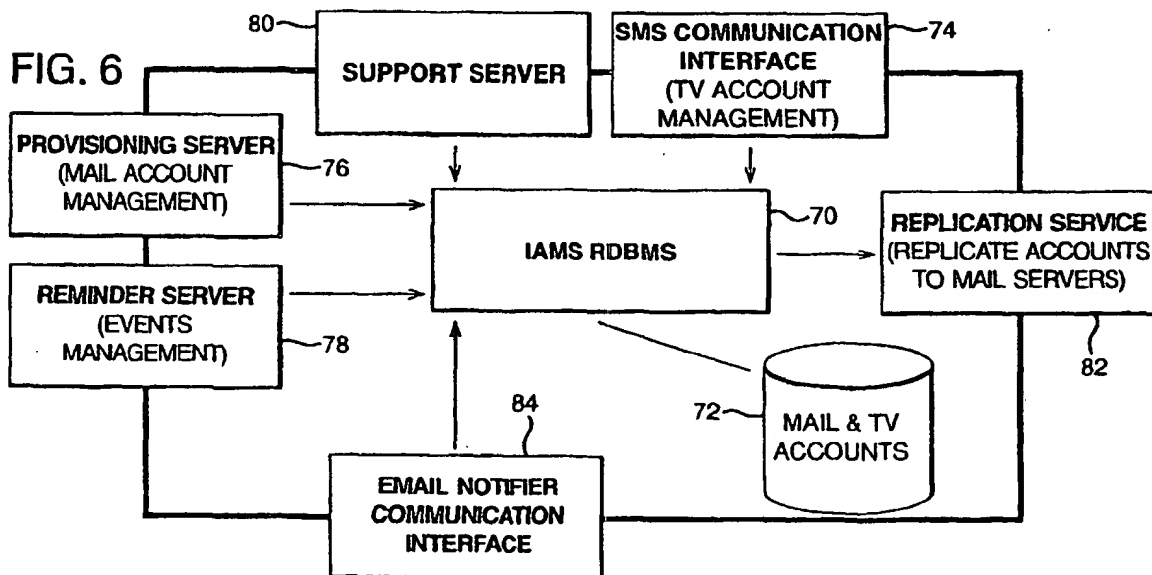 FIG. 6
80
SUPPORT SERVER
SMS COMMUNICATION
INTERFACE
(TV ACCOUNT
MANAGEMENT)
74
PROVISIONING SERVER
(MAIL ACCOUNT
MANAGEMENT)
76
IAMS RDBMS
70
REPLICATION SERVICE
(REPLICATE ACCOUNTS
TO MAIL SERVERS)
82
REMINDER SERVER
(EVENTS
MANAGEMENT)
78
72
MAIL & TV
ACCOUNTS
84
EMAIL NOTIFIER
COMMUNICATION
INTERFACE